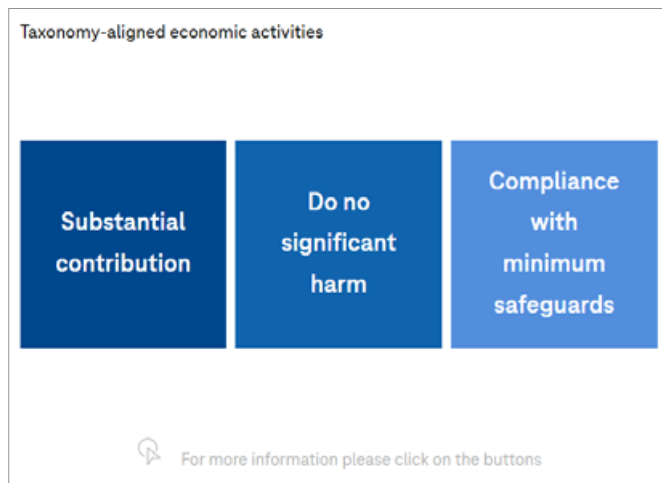 Taxonomy-aligned economic activities
Substantial
contribution
Do no
significant
harm
Compliance
with
minimum
safeguards
For more information please click on the buttons